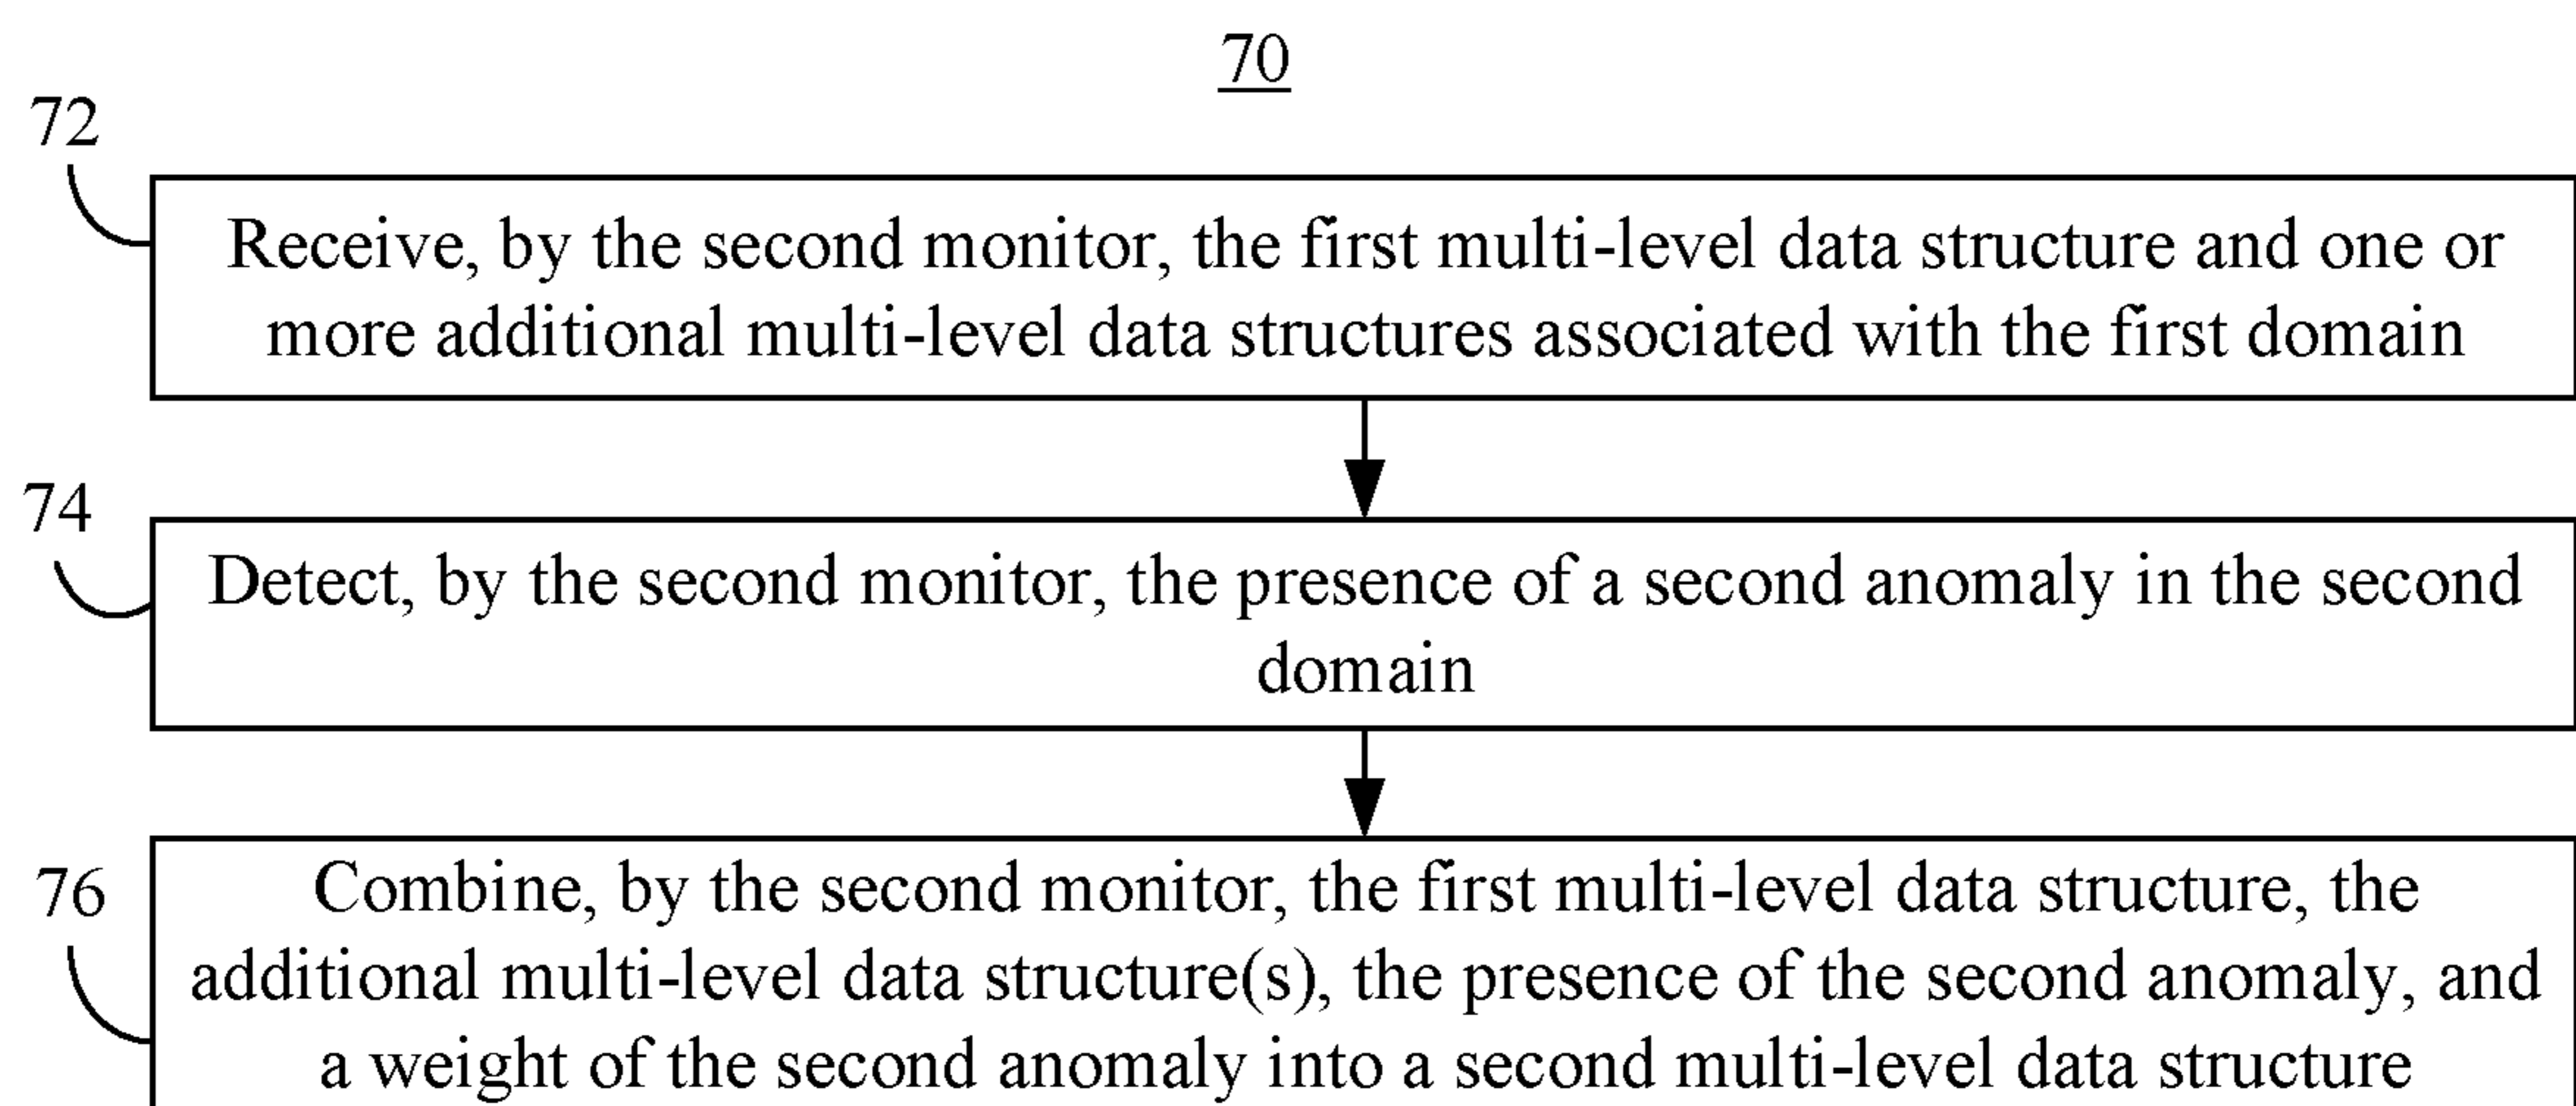 70
72
Receive, by the second monitor, the first multi-level data structure and one or
more additional multi-level data structures associated with the first domain
74
Detect, by the second monitor, the presence of a second anomaly in the second
domain
76
Combine, by the second monitor, the first multi-level data structure, the
additional multi-level data structure(s), the presence of the second anomaly, and
a weight of the second anomaly into a second multi-level data structure